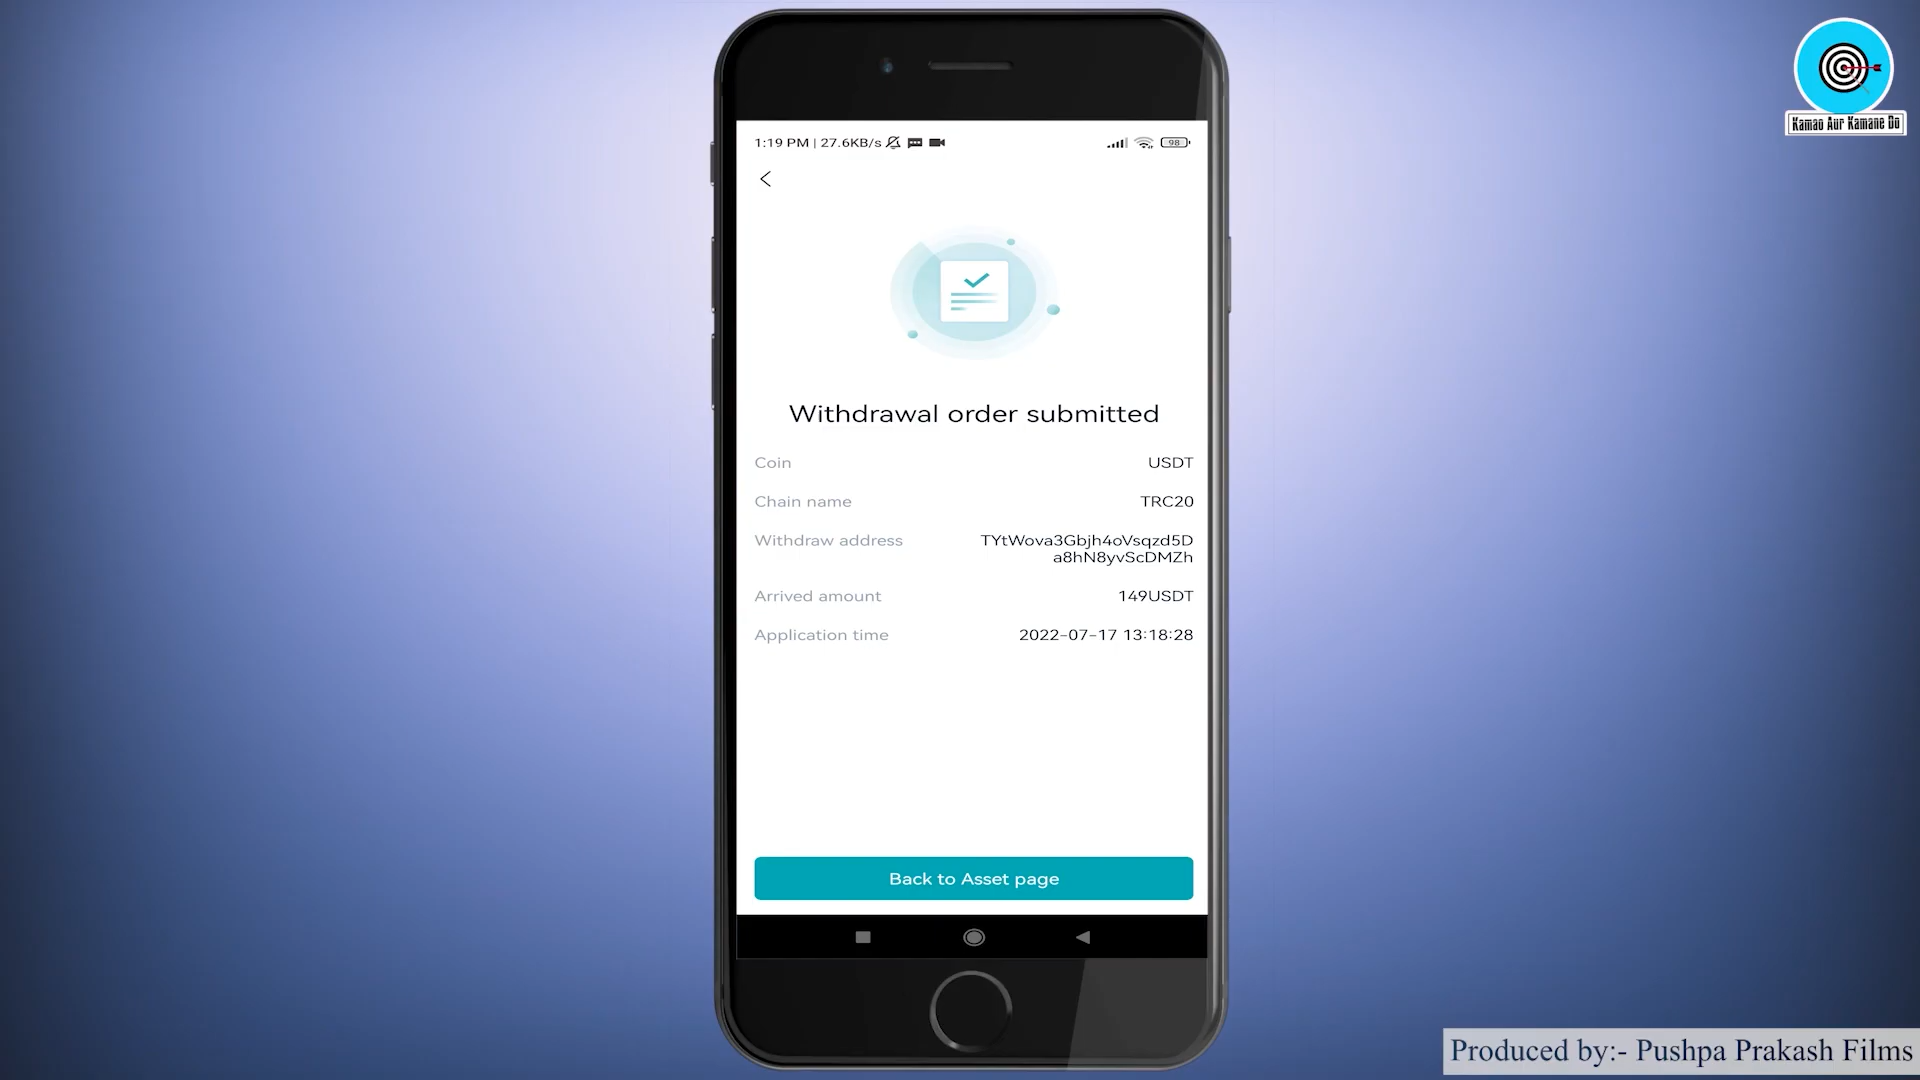 Kamao Aur Kamane Do
1:19 PM | 27.6KB/s
98
Withdrawal order submitted
Coin USDT
Chain name TRC20
Withdraw address TYtWova3Gbjh4oVsqzd5D
a8hN8yvScDMZh
Arrived amount 149USDT
Application time 2022-07-17 13:18:28
Back to Asset page
Produced by:- Pushpa Prakash Films